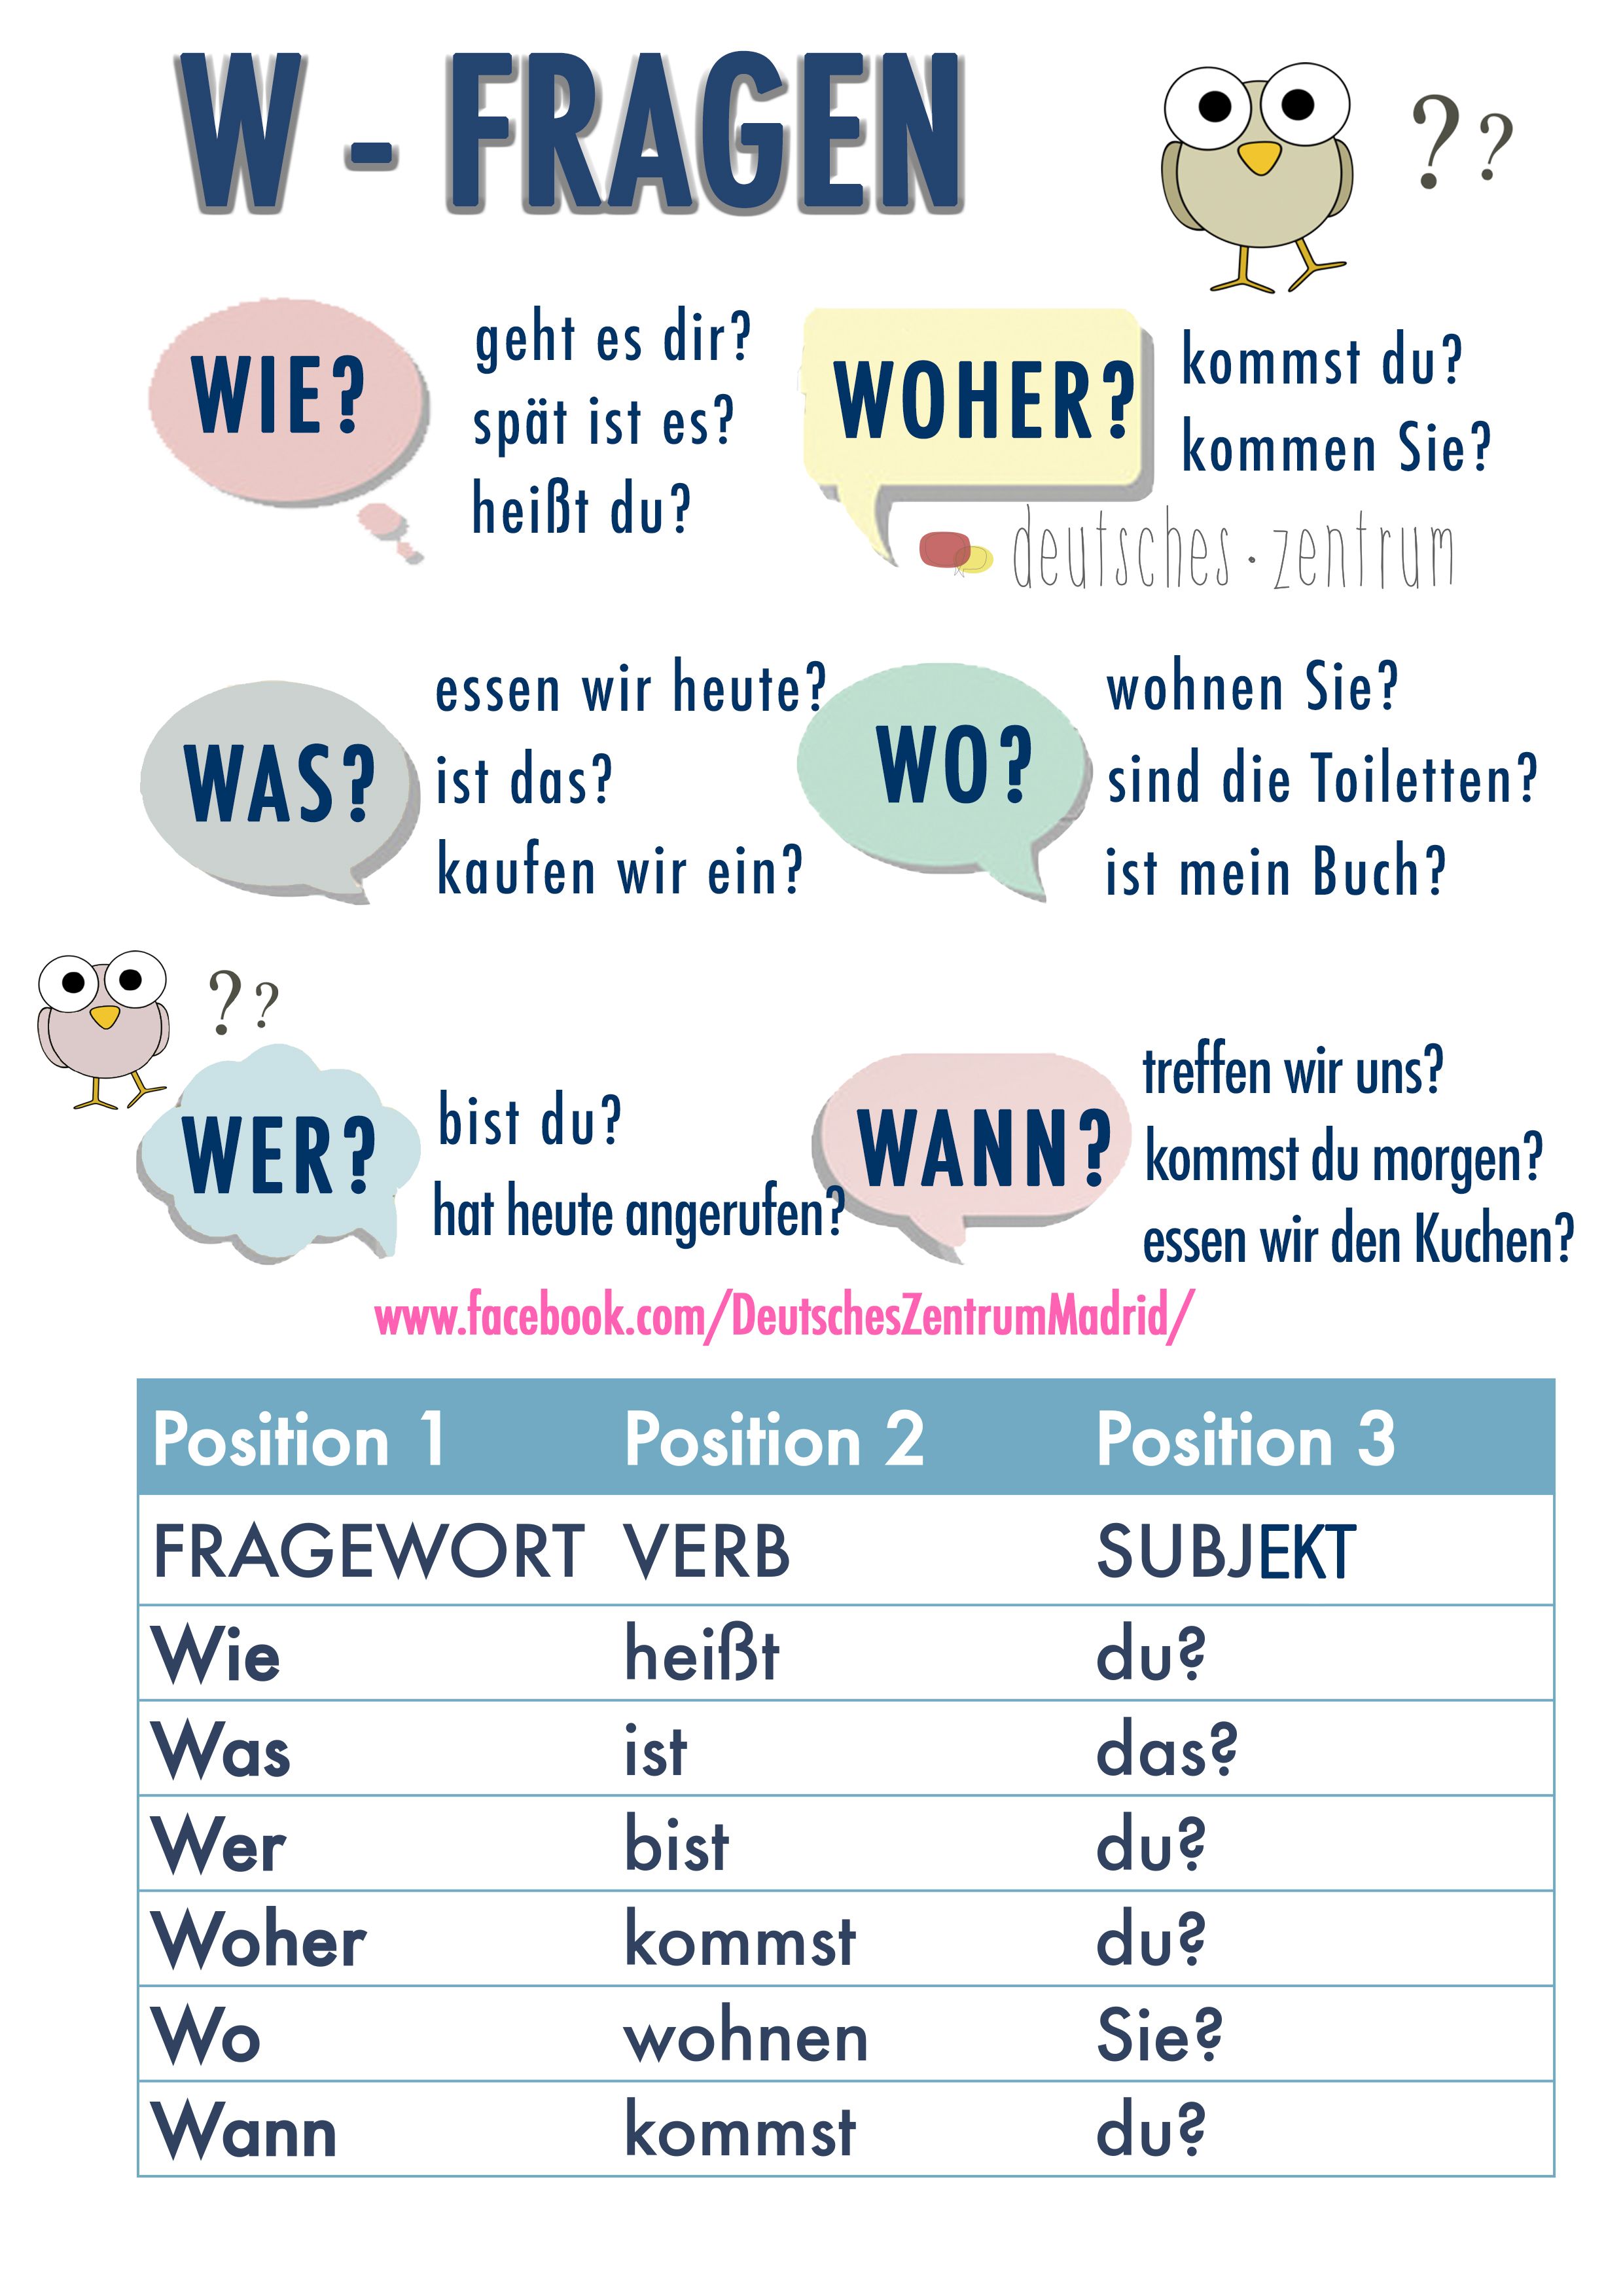 W - FRAGEN
? ?
WIE?
geht es dir?
spät ist es?
heißt du?
WOHER?
kommst du?
kommen Sie?
deutsches · zentrum
WAS?
essen wir heute?
ist das?
kaufen wir ein?
WO?
wohnen Sie?
sind die Toiletten?
ist mein Buch?
? ?
WER?
bist du?
hat heute angerufen?
WANN?
treffen wir uns?
kommst du morgen?
essen wir den Kuchen?
www.facebook.com/DeutschesZentrumMadrid/
Position 1 Position 2 Position 3
FRAGEWORT VERB SUBJEKT
Wie heißt du?
Was ist das?
Wer bist du?
Woher kommst du?
Wo wohnen Sie?
Wann kommst du?